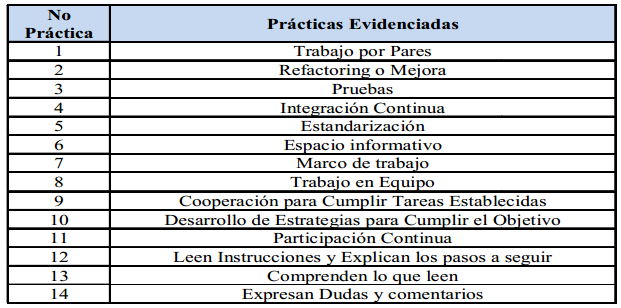 No Práctica Prácticas Evidenciadas
1 Trabajo por Pares
2 Refactoring o Mejora
3 Pruebas
4 Integración Continua
5 Estandarización
6 Espacio informativo
7 Marco de trabajo
8 Trabajo en Equipo
9 Cooperación para Cumplir Tareas Establecidas
10 Desarrollo de Estrategias para Cumplir el Objetivo
11 Participación Continua
12 Leen Instrucciones y Explican los pasos a seguir
13 Comprenden lo que leen
14 Expresan Dudas y comentarios